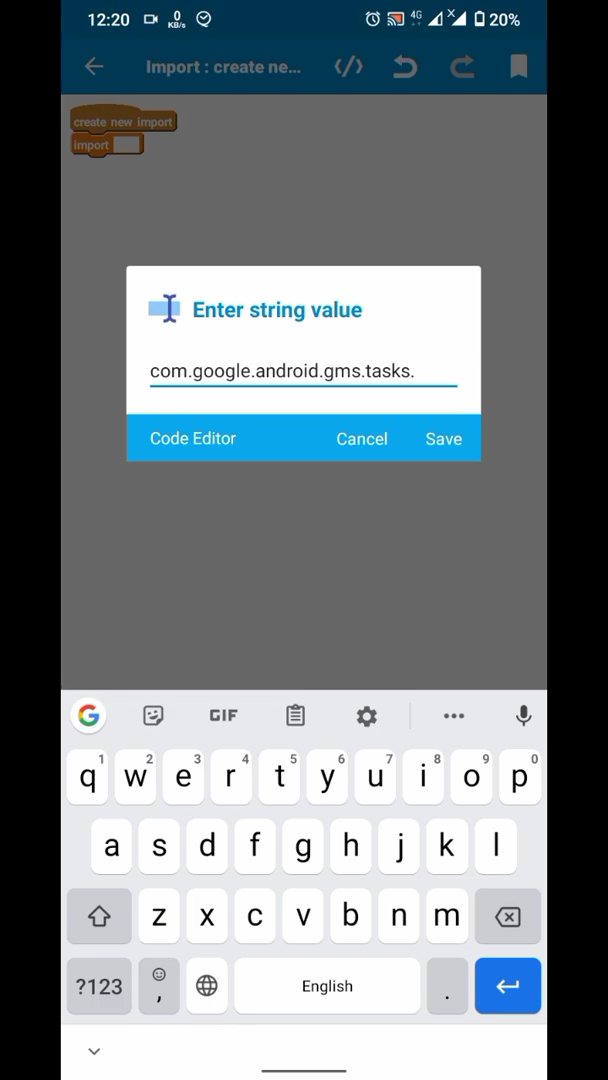 12:20 0 KB/s 4G 20%
Import : create ne...
create new import
import
Enter string value
com.google.android.gms.tasks.
Code Editor Cancel Save
G GIF
q1 w2 e3 r4 t5 y6 u7 i8 o9 p0
a s d f g h j k l
z x c v b n m
?123 , English .